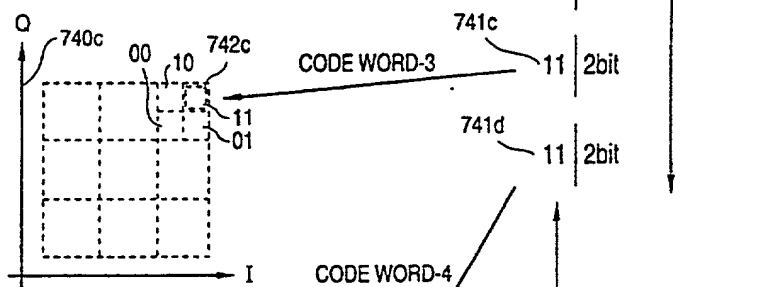 Q
740c
00
10
742c
CODE WORD-3
741c
11 2bit
11
01
741d
11 2bit
I
CODE WORD-4